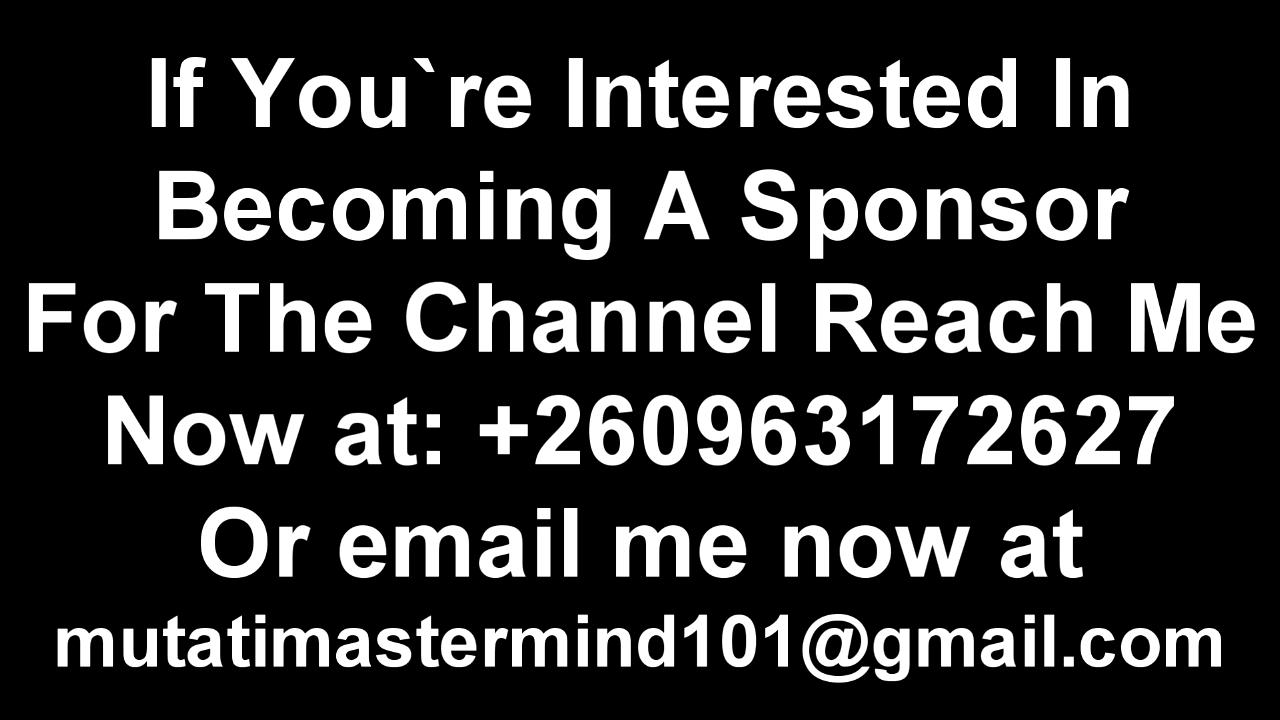 If You`re Interested In
Becoming A Sponsor
For The Channel Reach Me
Now at: +260963172627
Or email me now at
mutatimastermind101@gmail.com